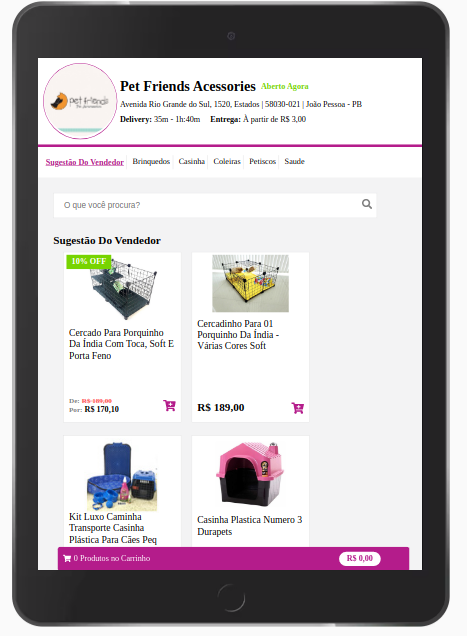 pet friends
Pet Friends Acessories Aberto Agora
Avenida Rio Grande do Sul, 1520, Estados | 58030-021 | João Pessoa - PB
Delivery: 35m - 1h:40m Entrega: À partir de R$ 3,00
Sugestão Do Vendedor Brinquedos Casinha Coleiras Petiscos Saude
O que você procura?
Sugestão Do Vendedor
10% OFF
Cercado Para Porquinho
Da Índia Com Toca, Soft E
Porta Feno
De: R$ 189,00
Por: R$ 170,10
Cercadinho Para 01
Porquinho Da Índia -
Várias Cores Soft
R$ 189,00
Kit Luxo Caminha
Transporte Casinha
Plástica Para Cães Peq
Casinha Plastica Numero 3
Durapets
0 Produtos no Carrinho
R$ 0,00